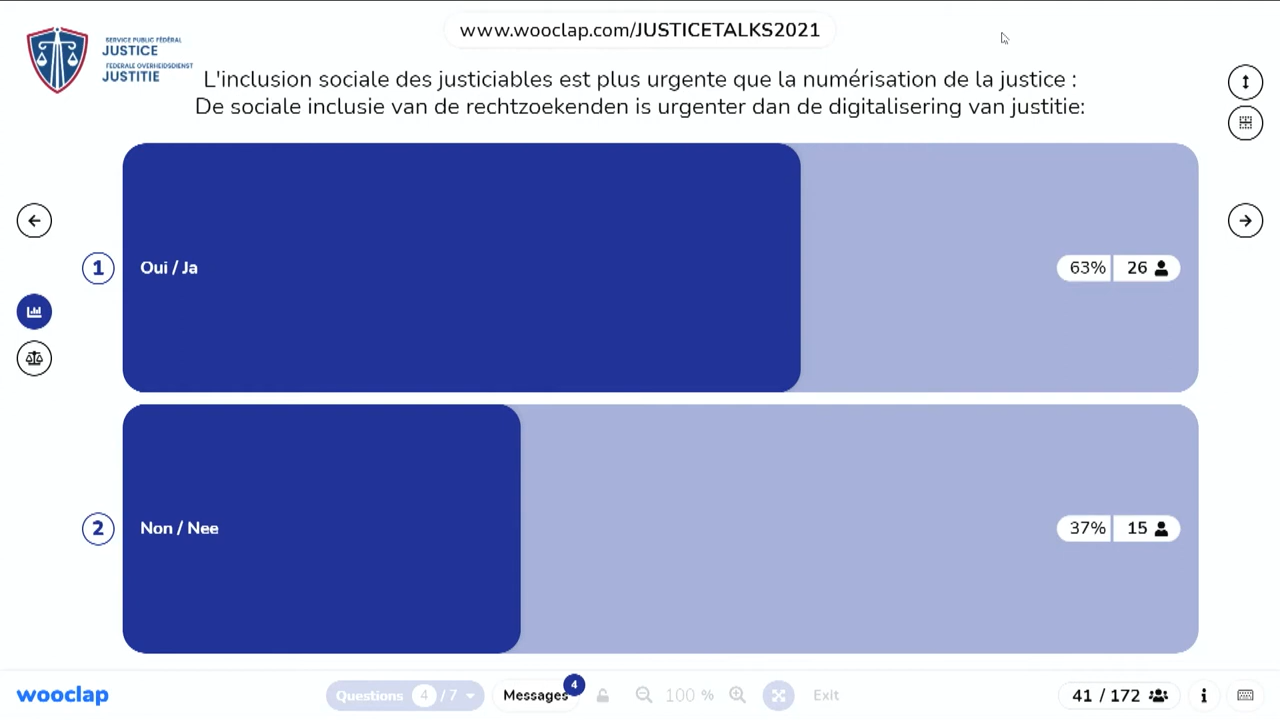 SERVICE PUBLIC FÉDÉRAL
JUSTICE
FEDERALE OVERHEIDSDIENST
JUSTITIE
www.wooclap.com/JUSTICETALKS2021
L'inclusion sociale des justiciables est plus urgente que la numérisation de la justice :
De sociale inclusie van de rechtzoekenden is urgenter dan de digitalisering van justitie:
1 Oui / Ja 63% 26
2 Non / Nee 37% 15
wooclap Questions 4 / 7 Messages 4 100 % Exit 41 / 172